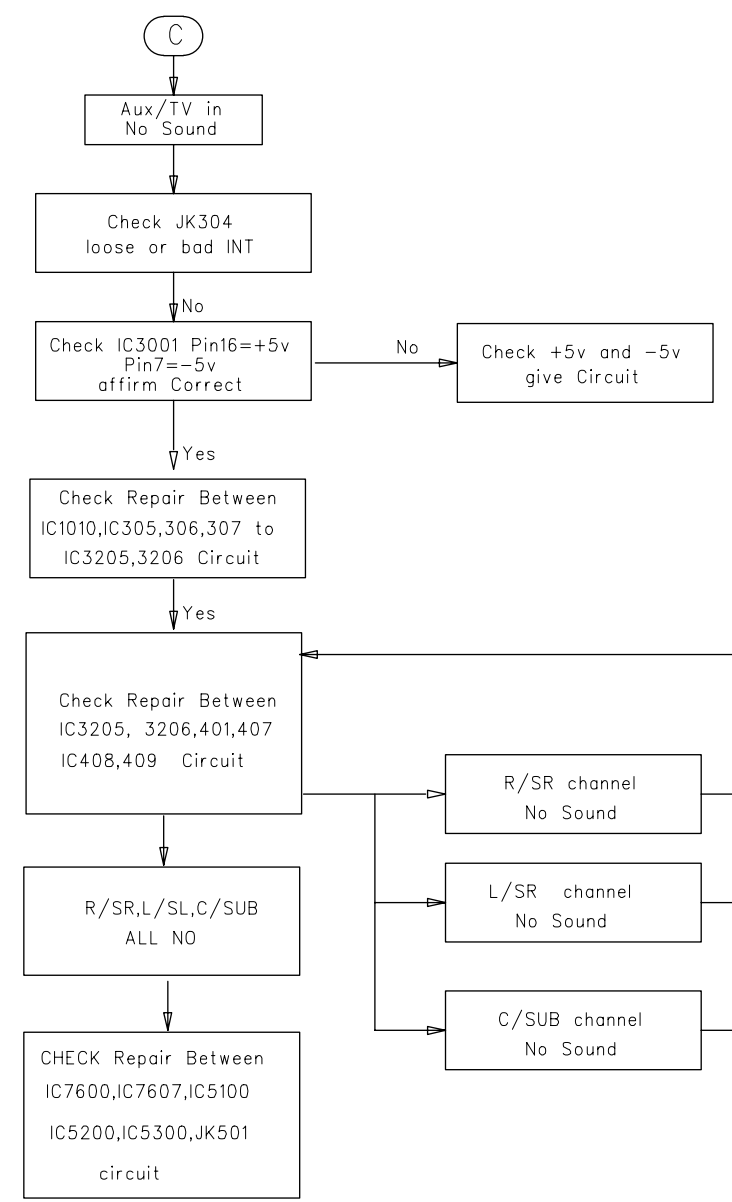 C
Aux/TV in
No Sound
Check JK304
loose or bad INT
No
Check IC3001 Pin16=+5v
Pin7=-5v
affirm Correct
No
Check +5v and -5v
give Circuit
Yes
Check Repair Between
IC1010,IC305,306,307 to
IC3205,3206 Circuit
Yes
Check Repair Between
IC3205, 3206,401,407
IC408,409 Circuit
R/SR channel
No Sound
L/SR channel
No Sound
C/SUB channel
No Sound
R/SR,L/SL,C/SUB
ALL NO
CHECK Repair Between
IC7600,IC7607,IC5100
IC5200,IC5300,JK501
circuit